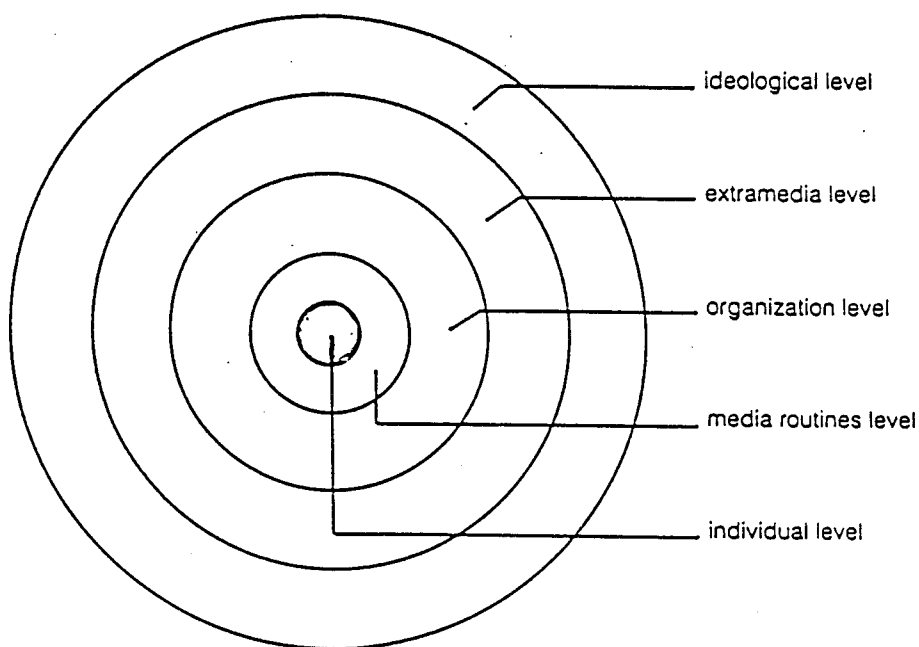 ideological level
extramedia level
organization level
media routines level
individual level